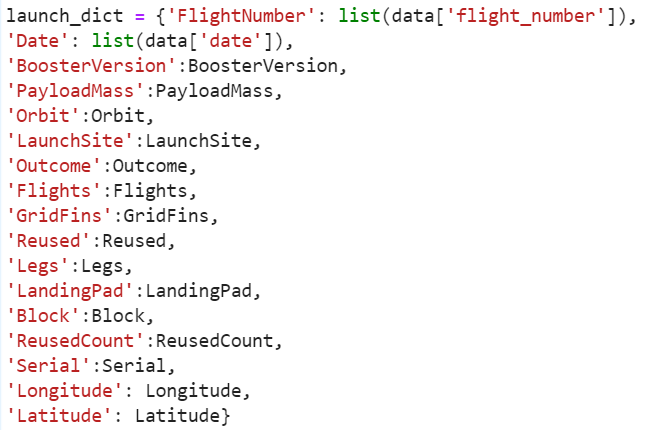 launch_dict = {'FlightNumber': list(data['flight_number']),
'Date': list(data['date']),
'BoosterVersion':BoosterVersion,
'PayloadMass':PayloadMass,
'Orbit':Orbit,
'LaunchSite':LaunchSite,
'Outcome':Outcome,
'Flights':Flights,
'GridFins':GridFins,
'Reused':Reused,
'Legs':Legs,
'LandingPad':LandingPad,
'Block':Block,
'ReusedCount':ReusedCount,
'Serial':Serial,
'Longitude': Longitude,
'Latitude': Latitude}